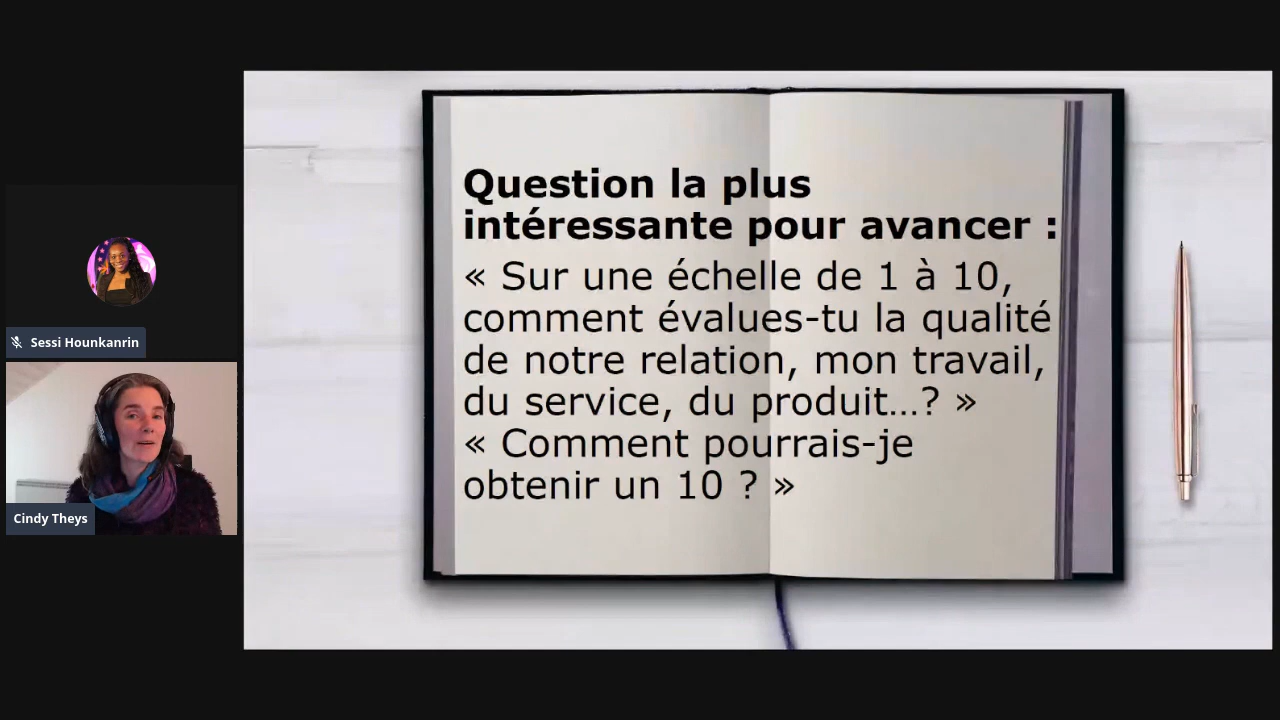 Sessi Hounkanrin
Cindy Theys
Question la plus
intéressante pour avancer :
« Sur une échelle de 1 à 10,
comment évalues-tu la qualité
de notre relation, mon travail,
du service, du produit…? »
« Comment pourrais-je
obtenir un 10 ? »